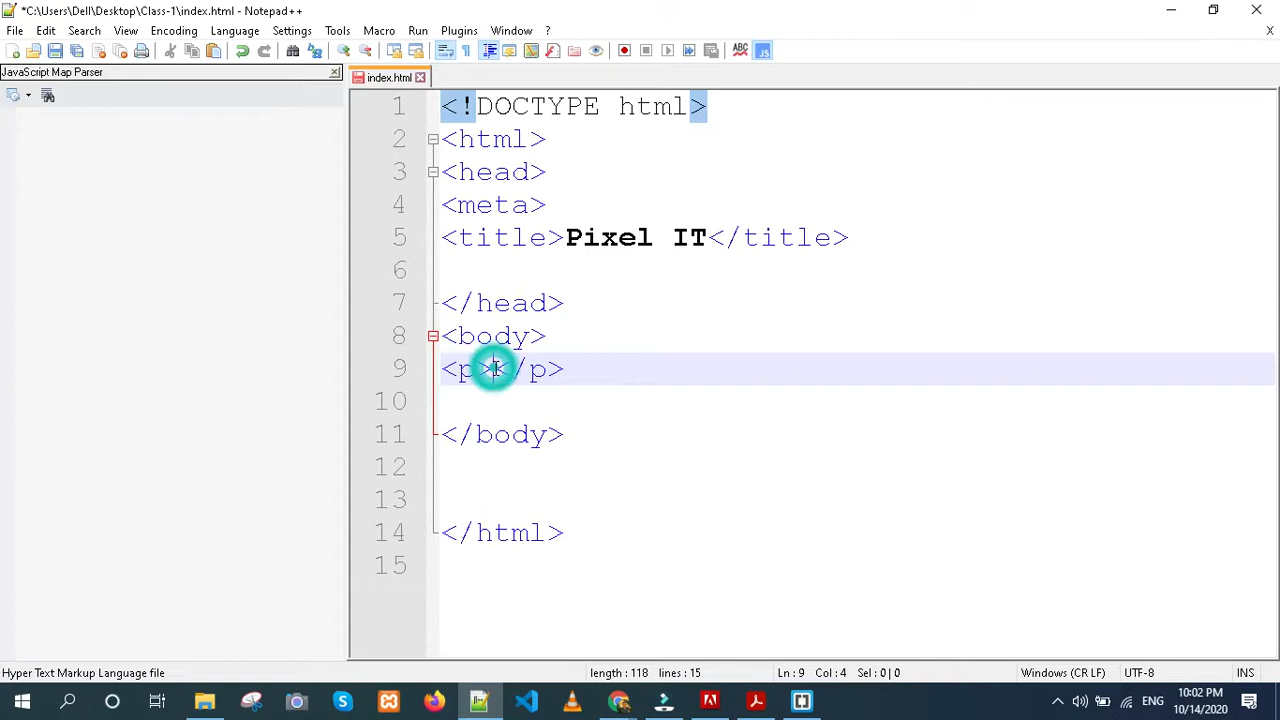 *C:\Users\Dell\Desktop\Class-1\index.html - Notepad++
File Edit Search View Encoding Language Settings Tools Macro Run Plugins Window ? X
JavaScript Map Parser
index.html
1 <!DOCTYPE html>
2 <html>
3 <head>
4 <meta>
5 <title>Pixel IT</title>
6
7 </head>
8 <body>
9 <p></p>
10
11 </body>
12
13
14 </html>
15
Hyper Text Markup Language file length : 118 lines : 15 Ln : 9 Col : 4 Sel : 0 | 0 Windows (CR LF) UTF-8 INS
ENG 10:02 PM
10/14/2020